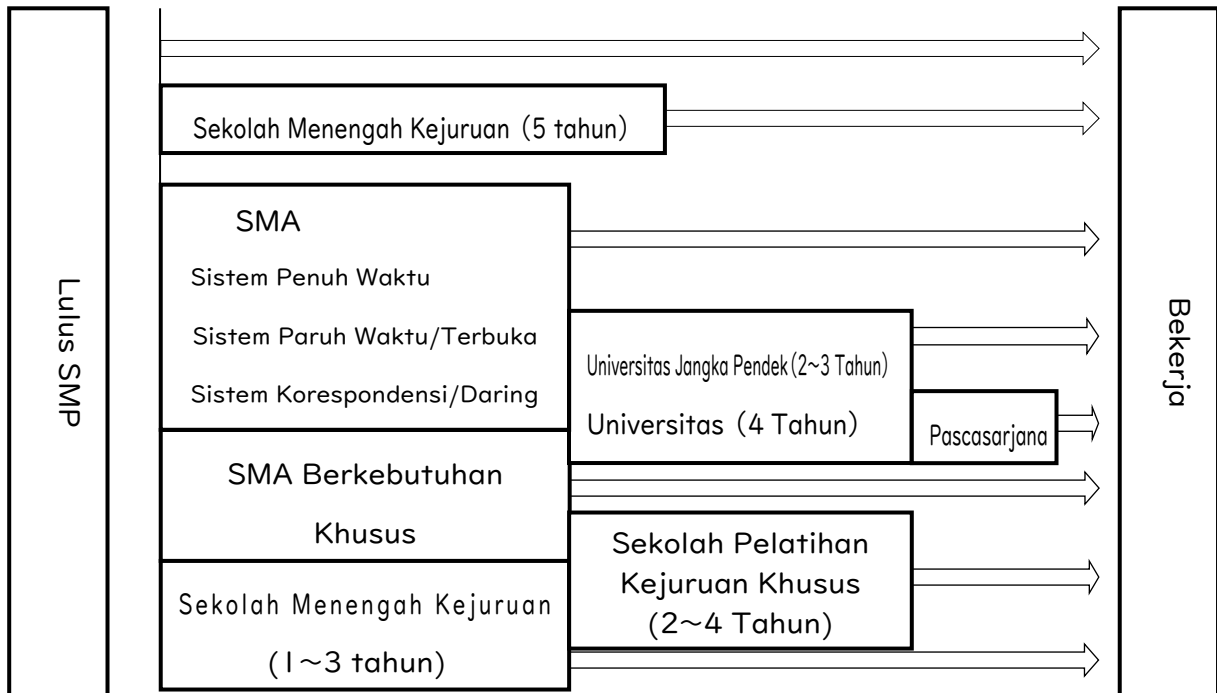 Lulus SMP
Sekolah Menengah Kejuruan (5 tahun)
SMA
Sistem Penuh Waktu
Sistem Paruh Waktu/Terbuka
Sistem Korespondensi/Daring
SMA Berkebutuhan
Khusus
Sekolah Menengah Kejuruan
(1~3 tahun)
Universitas Jangka Pendek(2~3 Tahun)
Universitas (4 Tahun)
Pascasarjana
Sekolah Pelatihan
Kejuruan Khusus
(2~4 Tahun)
Bekerja